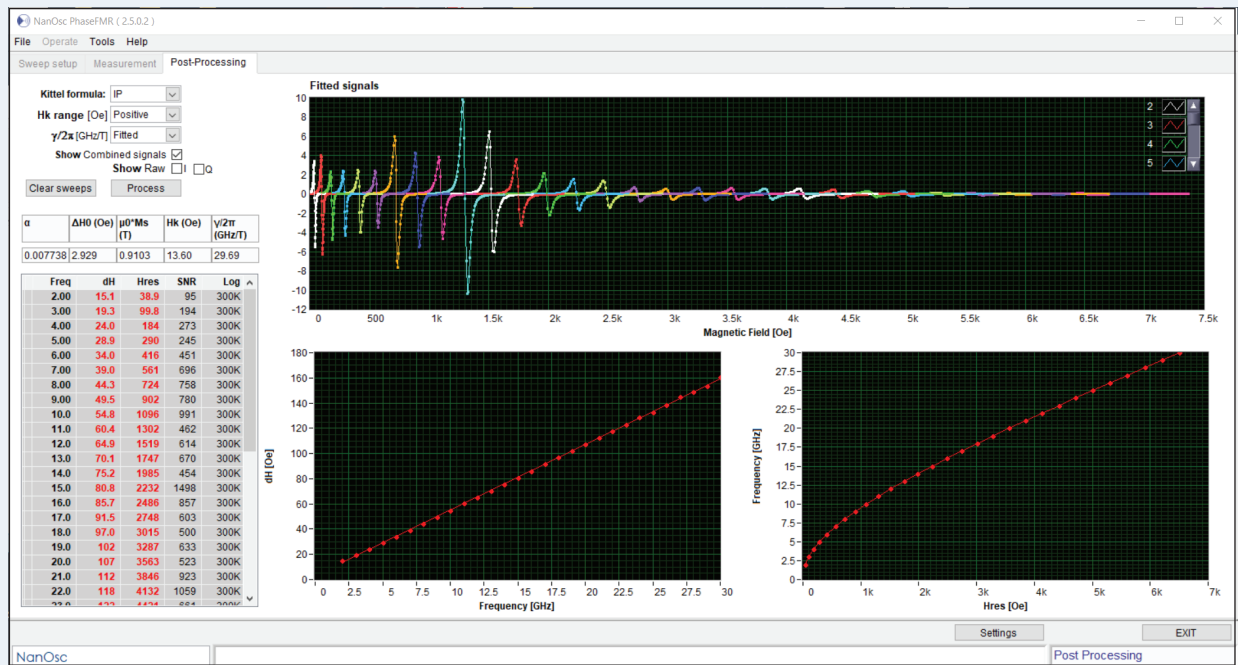 NanOsc PhaseFMR ( 2.5.0.2 )
File Operate Tools Help
Sweep setup Measurement Post-Processing
Kittel formula: IP
Hk range [Oe] Positive
γ/2π [GHz/T] Fitted
Show Combined signals
Show Raw I Q
Clear sweeps Process
α ΔH0 (Oe) μ0*Ms (T) Hk (Oe) γ/2π (GHz/T)
0.007738 2.929 0.9103 13.60 29.69
Freq dH Hres SNR Log
2.00 15.1 38.9 95 300K
3.00 19.3 99.8 194 300K
4.00 24.0 184 273 300K
5.00 28.9 290 245 300K
6.00 34.0 416 451 300K
7.00 39.0 561 696 300K
8.00 44.3 724 758 300K
9.00 49.5 902 780 300K
10.0 54.8 1096 991 300K
11.0 60.4 1302 462 300K
12.0 64.9 1519 614 300K
13.0 70.1 1747 670 300K
14.0 75.2 1985 454 300K
15.0 80.8 2232 1498 300K
16.0 85.7 2486 857 300K
17.0 91.5 2748 603 300K
18.0 97.0 3015 500 300K
19.0 102 3287 633 300K
20.0 107 3563 523 300K
21.0 112 3846 923 300K
22.0 118 4132 1059 300K
Fitted signals
10
8
6
4
2
0
-2
-4
-6
-8
-10
-12
0 500 1k 1.5k 2k 2.5k 3k 3.5k 4k 4.5k 5k 5.5k 6k 6.5k 7k 7.5k
Magnetic Field [Oe]
2
3
4
5
180
160
140
120
100
80
60
40
20
0
dH [Oe]
0 2.5 5 7.5 10 12.5 15 17.5 20 22.5 25 27.5 30
Frequency [GHz]
30
27.5
25
22.5
20
17.5
15
12.5
10
7.5
5
2.5
0
Frequency [GHz]
0 1k 2k 3k 4k 5k 6k 7k
Hres [Oe]
Settings EXIT
NanOsc Post Processing